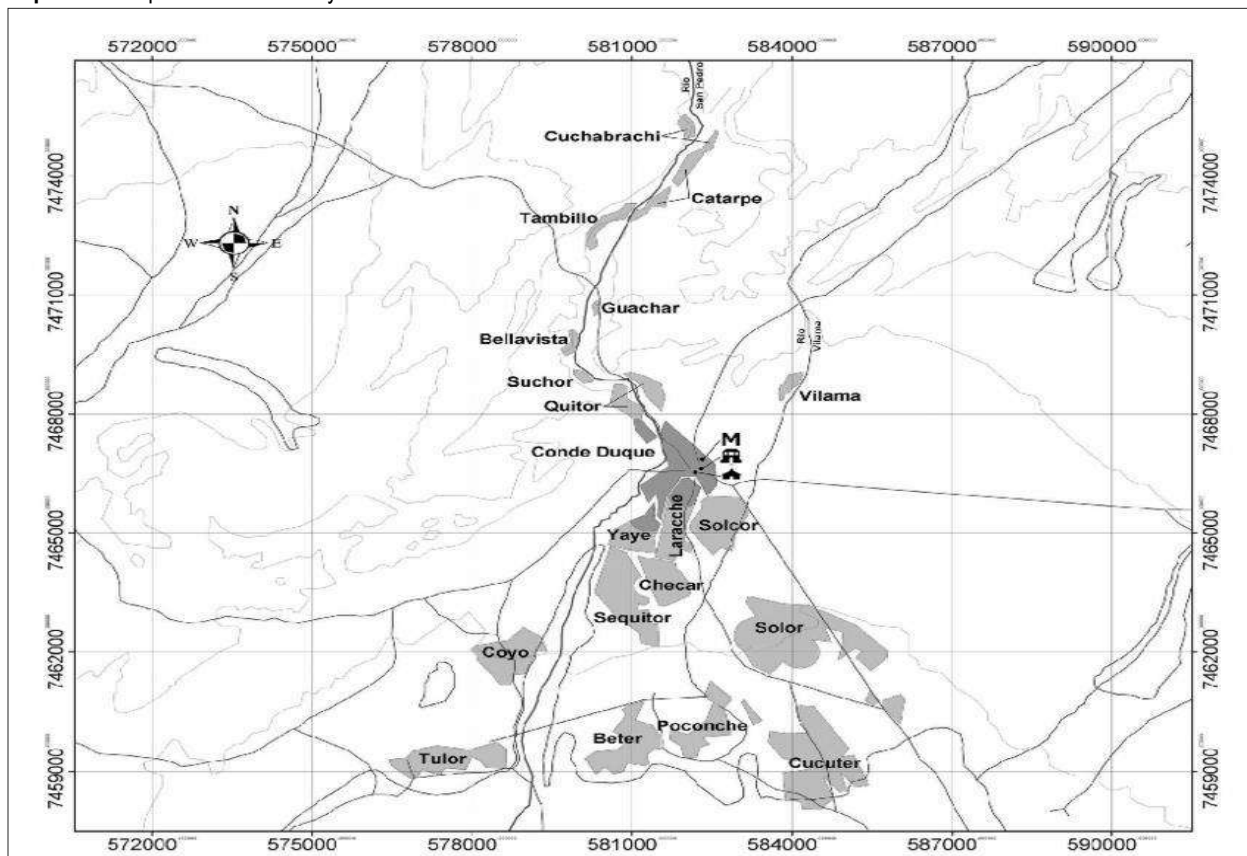 572000 575000 578000 581000 584000 587000 590000
Río
San Pedro
Cuchabrachi
7474000
7474000
Catarpe
Tambillo
N
W E
S
7471000
7471000
Guachar
Bellavista
Río
Vilama
Suchor
Quitor
Vilama
7468000
7468000
M
Conde Duque
Solcor
Laraccho
Yaye
7465000
7465000
Checar
Sequitor
Solor
Coyo
7462000
7462000
Poconche
Beter
Tulor
Cucuter
7459000
7459000
572000 575000 578000 581000 584000 587000 590000